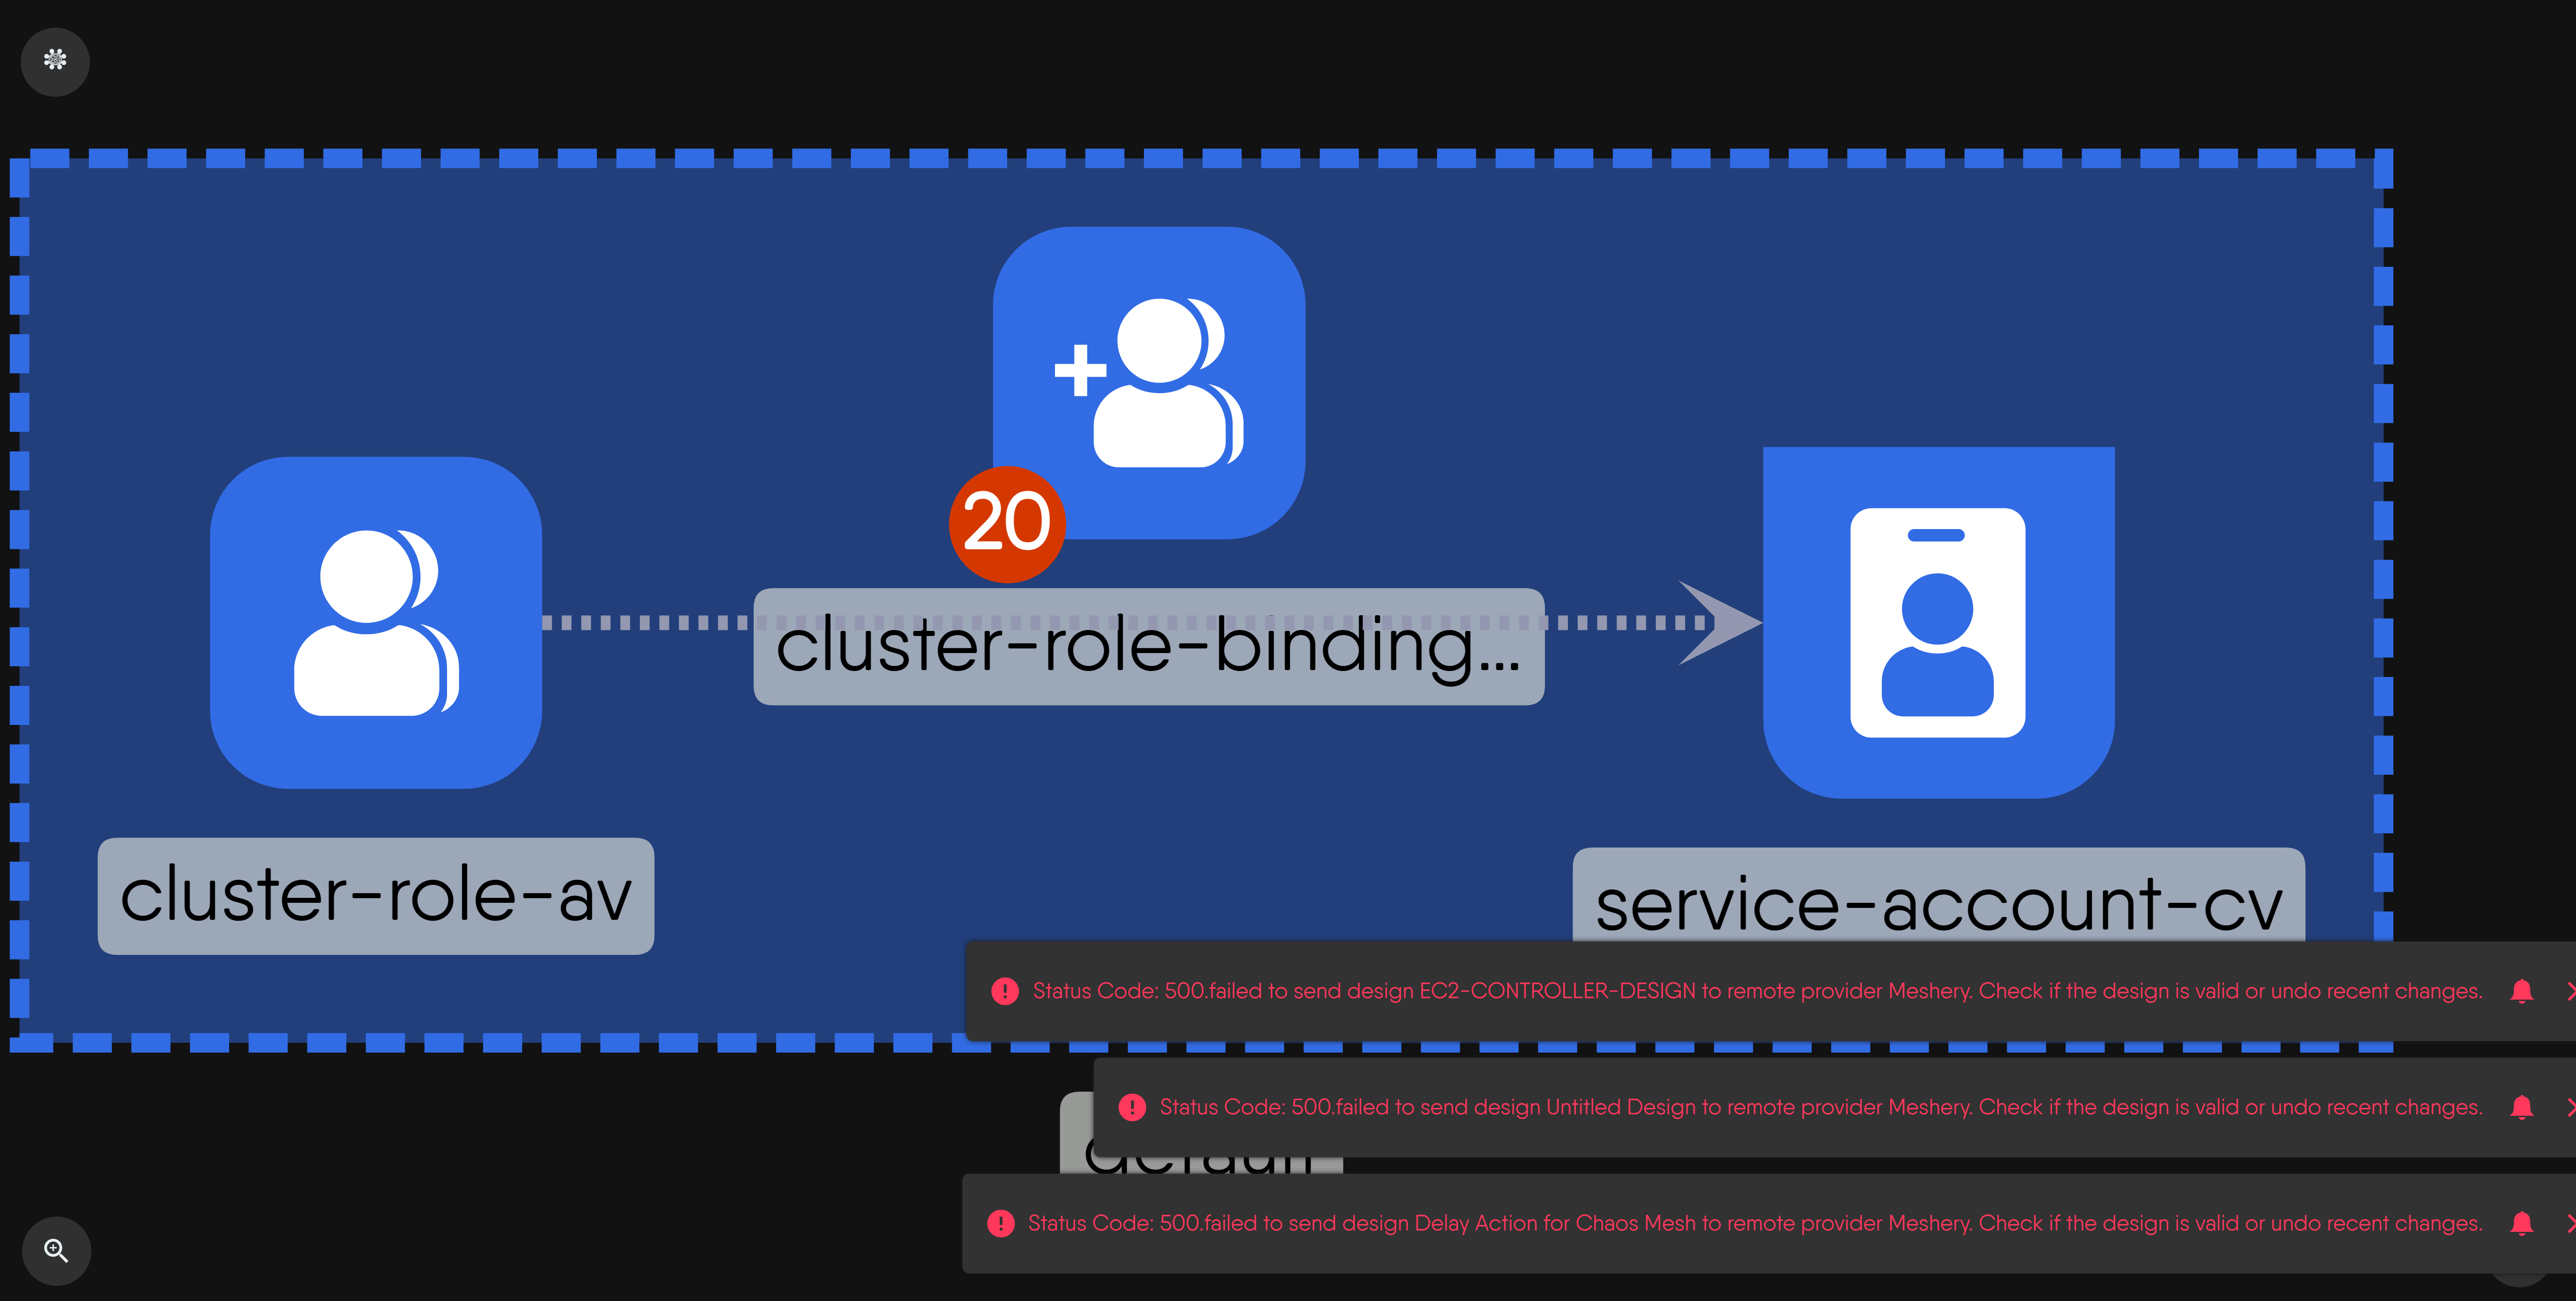 20
cluster-role-binding...
cluster-role-av
service-account-cv
Status Code: 500.failed to send design EC2-CONTROLLER-DESIGN to remote provider Meshery. Check if the design is valid or undo recent changes.
Status Code: 500.failed to send design Untitled Design to remote provider Meshery. Check if the design is valid or undo recent changes.
default
Status Code: 500.failed to send design Delay Action for Chaos Mesh to remote provider Meshery. Check if the design is valid or undo recent changes.